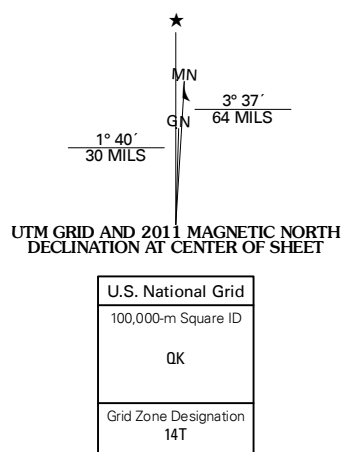 ★
MN
GN
3° 37´
64 MILS
1° 40´
30 MILS
UTM GRID AND 2011 MAGNETIC NORTH
DECLINATION AT CENTER OF SHEET
U.S. National Grid
100,000-m Square ID
QK
Grid Zone Designation
14T